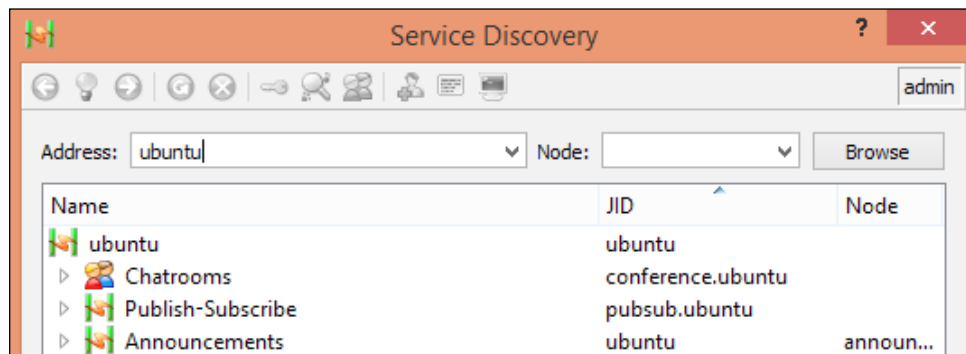 Service Discovery ?
admin
Address: ubuntu Node: Browse
Name JID Node
ubuntu ubuntu
Chatrooms conference.ubuntu
Publish-Subscribe pubsub.ubuntu
Announcements ubuntu announ...